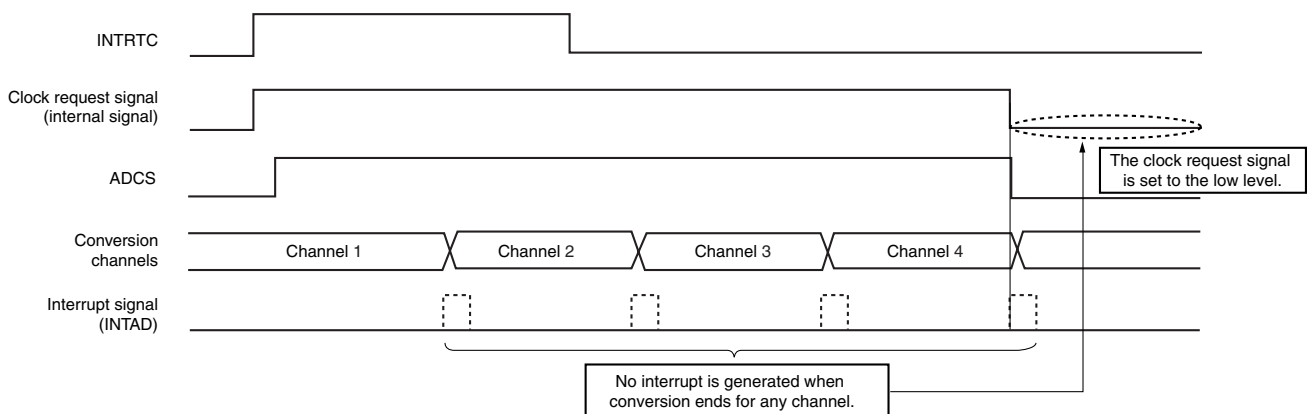 INTRTC
Clock request signal
(internal signal)
The clock request signal
is set to the low level.
ADCS
Conversion
channels
Channel 1
Channel 2
Channel 3
Channel 4
Interrupt signal
(INTAD)
No interrupt is generated when
conversion ends for any channel.